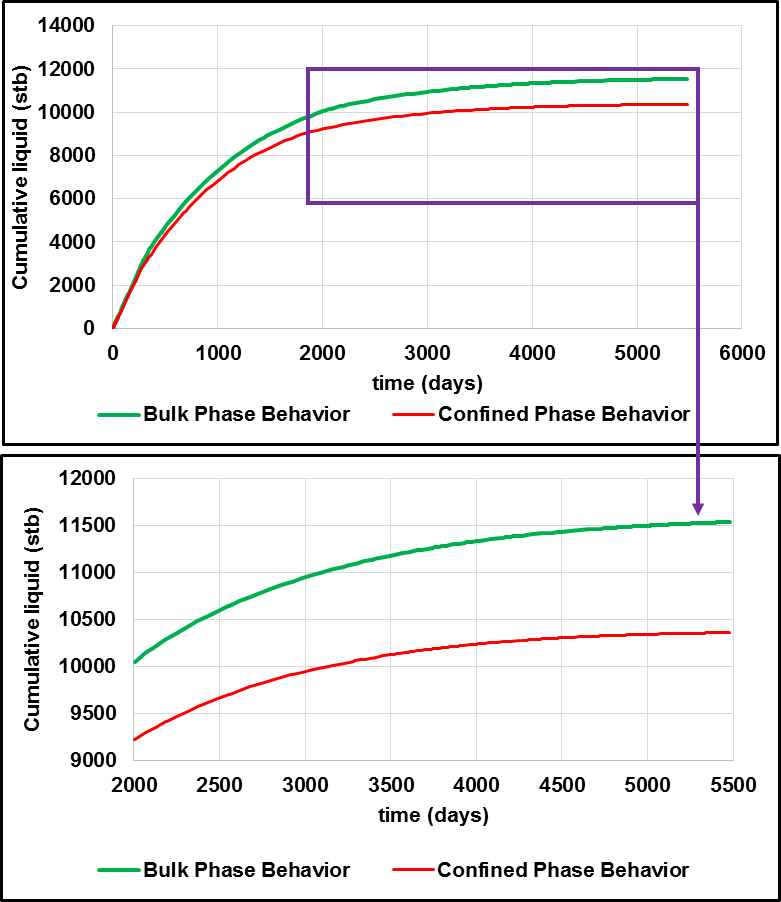 14000
12000
10000
8000
6000
4000
2000
0
Cumulative liquid (stb)
0 1000 2000 3000 4000 5000 6000
time (days)
Bulk Phase Behavior Confined Phase Behavior
12000
11500
11000
10500
10000
9500
9000
Cumulative liquid (stb)
2000 2500 3000 3500 4000 4500 5000 5500
time (days)
Bulk Phase Behavior Confined Phase Behavior